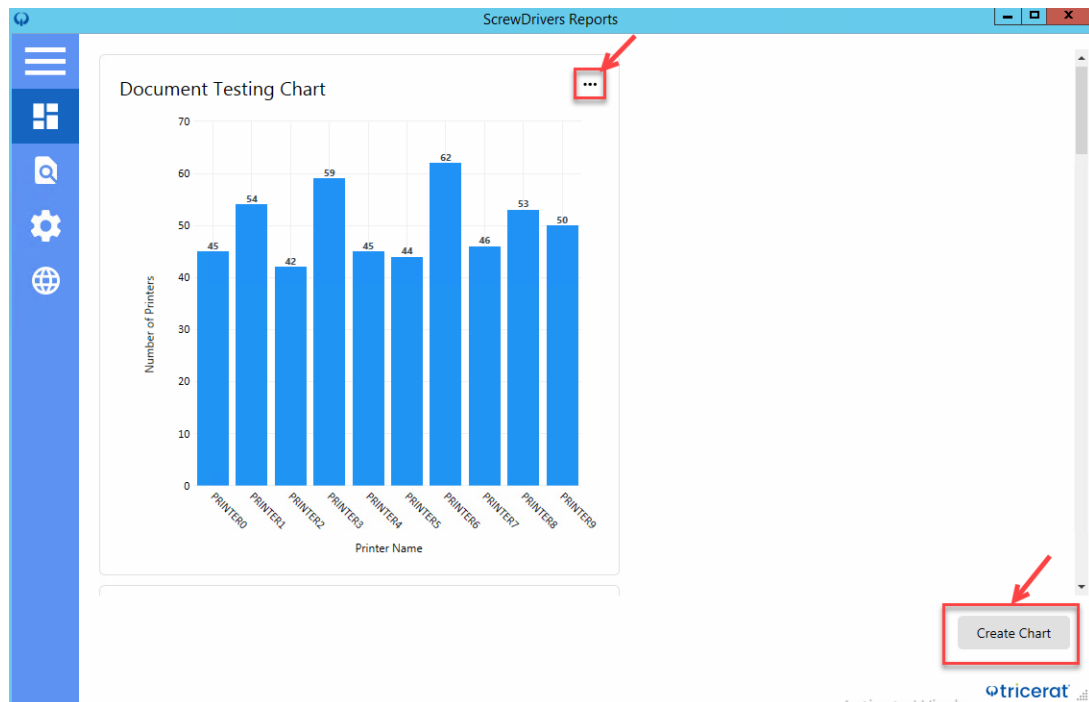 ScrewDrivers Reports
Document Testing Chart
70
60
50
40
30
20
10
0
Number of Printers
45
54
42
59
45
44
62
46
53
50
PRINTER0
PRINTER1
PRINTER2
PRINTER3
PRINTER4
PRINTER5
PRINTER6
PRINTER7
PRINTER8
PRINTER9
Printer Name
Create Chart
tricerat